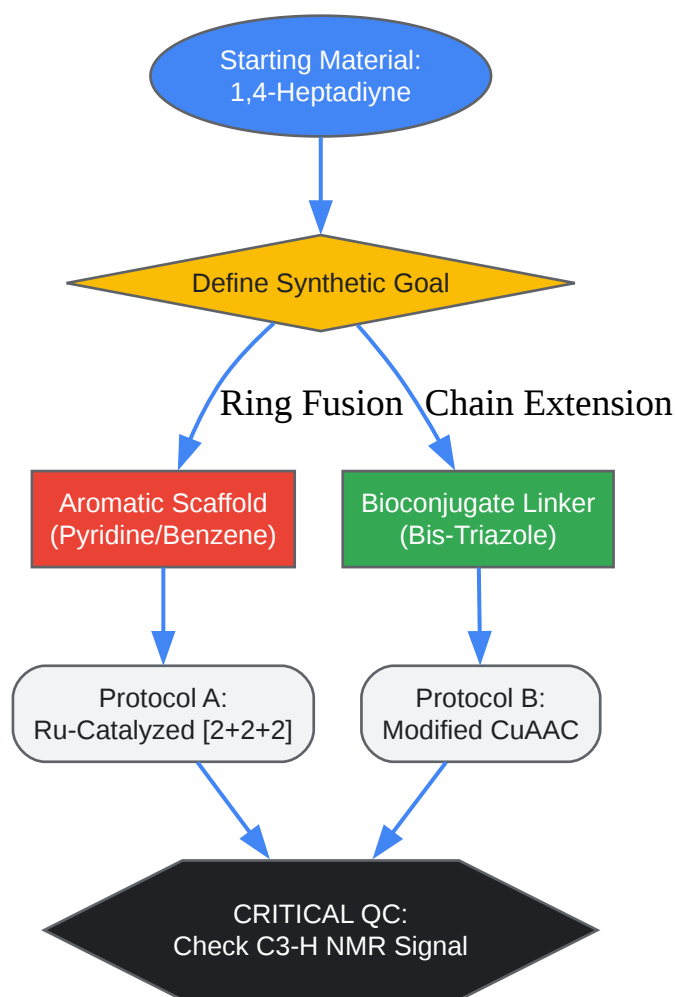 Starting Material:
1,4-Heptadiyne
Define Synthetic Goal
Ring Fusion
Chain Extension
Aromatic Scaffold
(Pyridine/Benzene)
Bioconjugate Linker
(Bis-Triazole)
Protocol A:
Ru-Catalyzed [2+2+2]
Protocol B:
Modified CuAAC
CRITICAL QC:
Check C3-H NMR Signal